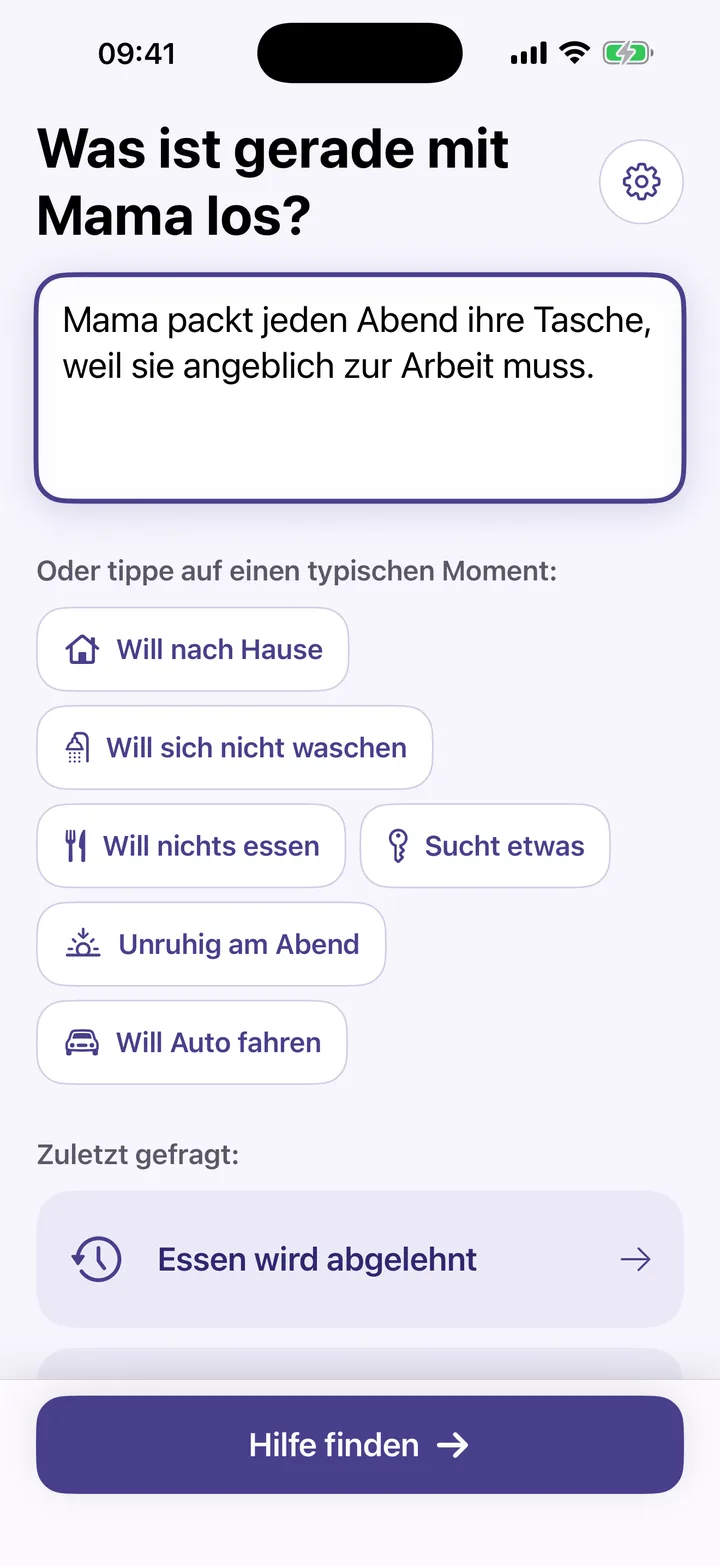 09:41
Was ist gerade mit
Mama los?
Mama packt jeden Abend ihre Tasche,
weil sie angeblich zur Arbeit muss.
Oder tippe auf einen typischen Moment:
Will nach Hause
Will sich nicht waschen
Will nichts essen
Sucht etwas
Unruhig am Abend
Will Auto fahren
Zuletzt gefragt:
Essen wird abgelehnt
Hilfe finden